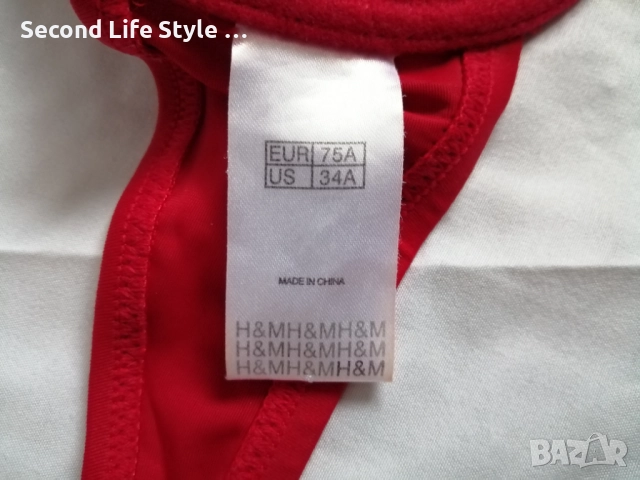 Second Life Style ...
EUR 75A
US 34A
MADE IN CHINA
H&MH&MH&M
H&MH&MH&M
H&MH&MH&M
BAZAR